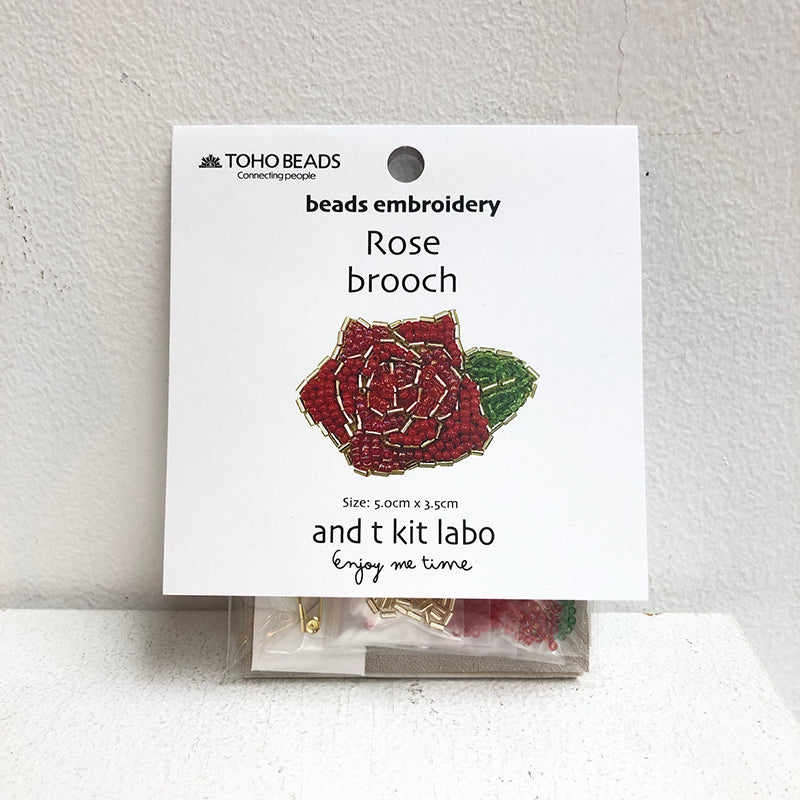 TOHO BEADS
Connecting people
beads embroidery
Rose
brooch
Size: 5.0cm x 3.5cm
and t kit labo
Enjoy me time